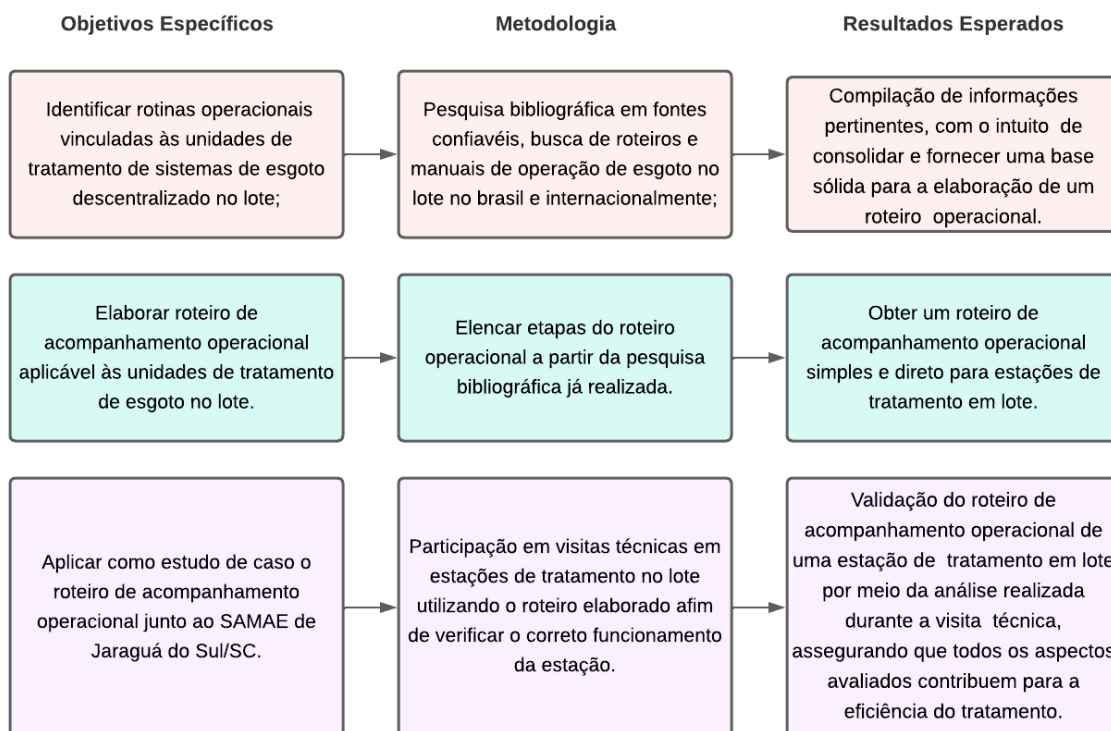 Objetivos Específicos
Metodologia
Resultados Esperados
Identificar rotinas operacionais
vinculadas às unidades de
tratamento de sistemas de esgoto
descentralizado no lote;
Pesquisa bibliográfica em fontes
confiavéis, busca de roteiros e
manuais de operação de esgoto no
lote no brasil e internacionalmente;
Compilação de informações
pertinentes, com o intuito de
consolidar e fornecer uma base
sólida para a elaboração de um
roteiro operacional.
Elaborar roteiro de
acompanhamento operacional
aplicável às unidades de tratamento
de esgoto no lote.
Elencar etapas do roteiro
operacional a partir da pesquisa
bibliográfica já realizada.
Obter um roteiro de
acompanhamento operacional
simples e direto para estações de
tratamento em lote.
Aplicar como estudo de caso o
roteiro de acompanhamento
operacional junto ao SAMAE de
Jaraguá do Sul/SC.
Participação em visitas técnicas em
estações de tratamento no lote
utilizando o roteiro elaborado afim
de verificar o correto funcionamento
da estação.
Validação do roteiro de
acompanhamento operacional de
uma estação de tratamento em lote
por meio da análise realizada
durante a visita técnica,
assegurando que todos os aspectos
avaliados contribuem para a
eficiência do tratamento.